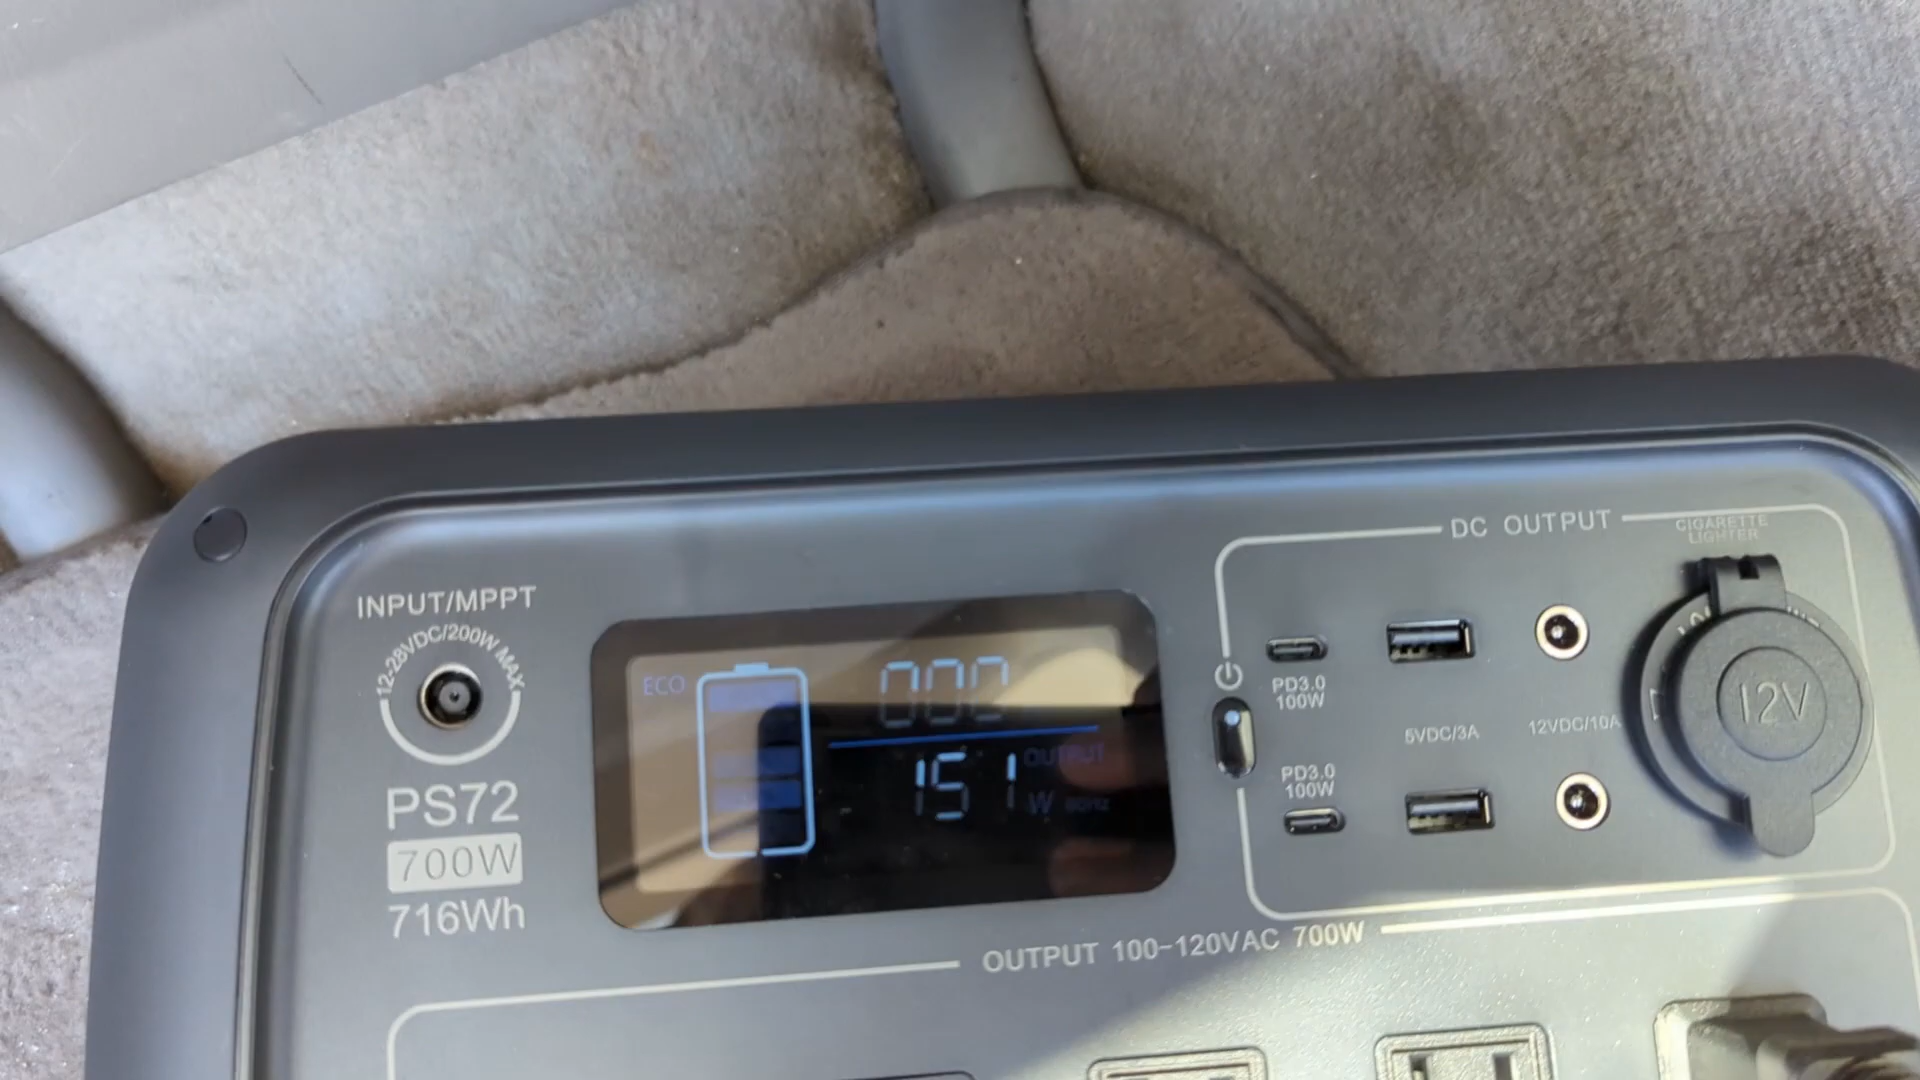 INPUT/MPPT
12-28VDC/200W MAX
PS72
700W
716Wh
ECO
000
151
OUTPUT
W 60HZ
DC OUTPUT
CIGARETTE
LIGHTER
PD3.0
100W
5VDC/3A
12VDC/10A
12V
PD3.0
100W
OUTPUT 100-120VAC 700W